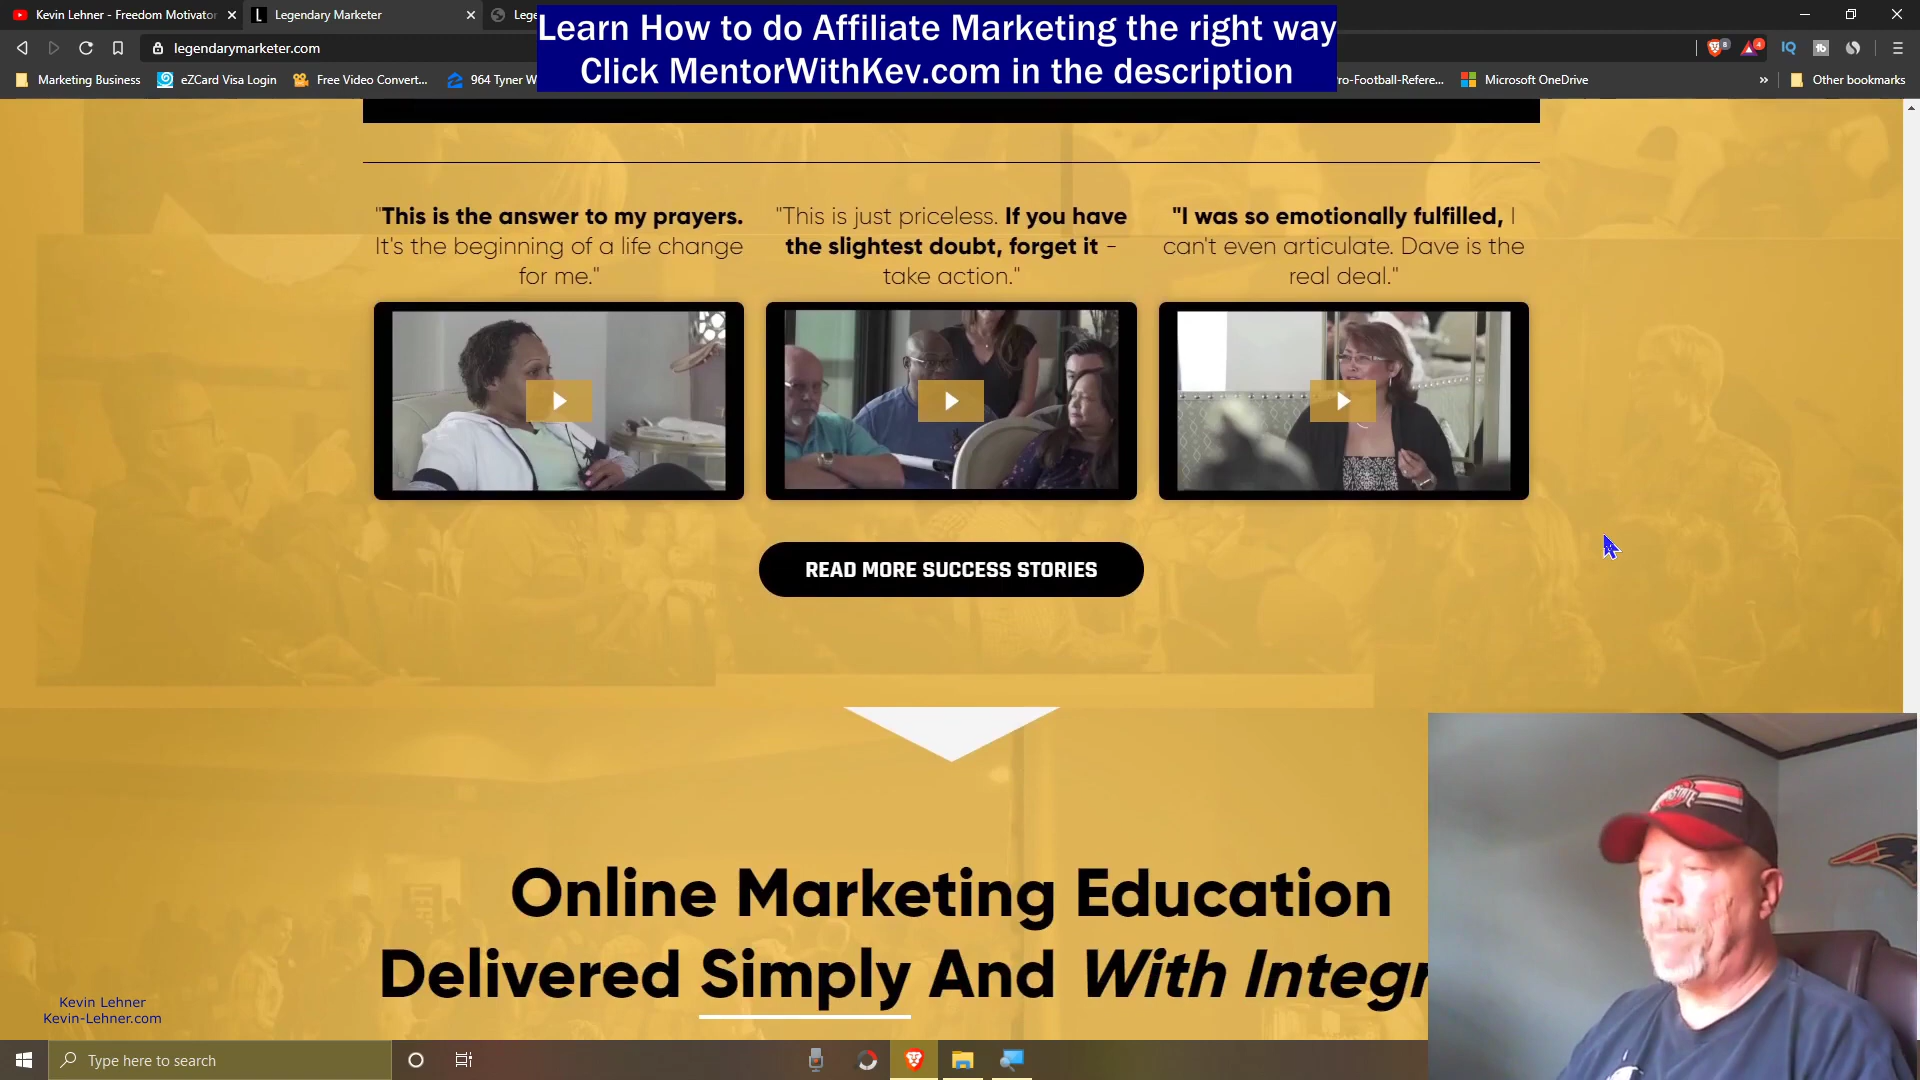 Kevin Lehner - Freedom Motivator
Legendary Marketer
Lege
Learn How to do Affiliate Marketing the right way
Click MentorWithKev.com in the description
legendarymarketer.com
Marketing Business
eZCard Visa Login
Free Video Convert...
964 Tyner W
ro-Football-Refere...
Microsoft OneDrive
»
Other bookmarks
"This is the answer to my prayers.
It's the beginning of a life change
for me."
"This is just priceless. If you have
the slightest doubt, forget it -
take action."
"I was so emotionally fulfilled, I
can't even articulate. Dave is the
real deal."
READ MORE SUCCESS STORIES
Online Marketing Education
Delivered Simply And With Integr
Kevin Lehner
Kevin-Lehner.com
Type here to search